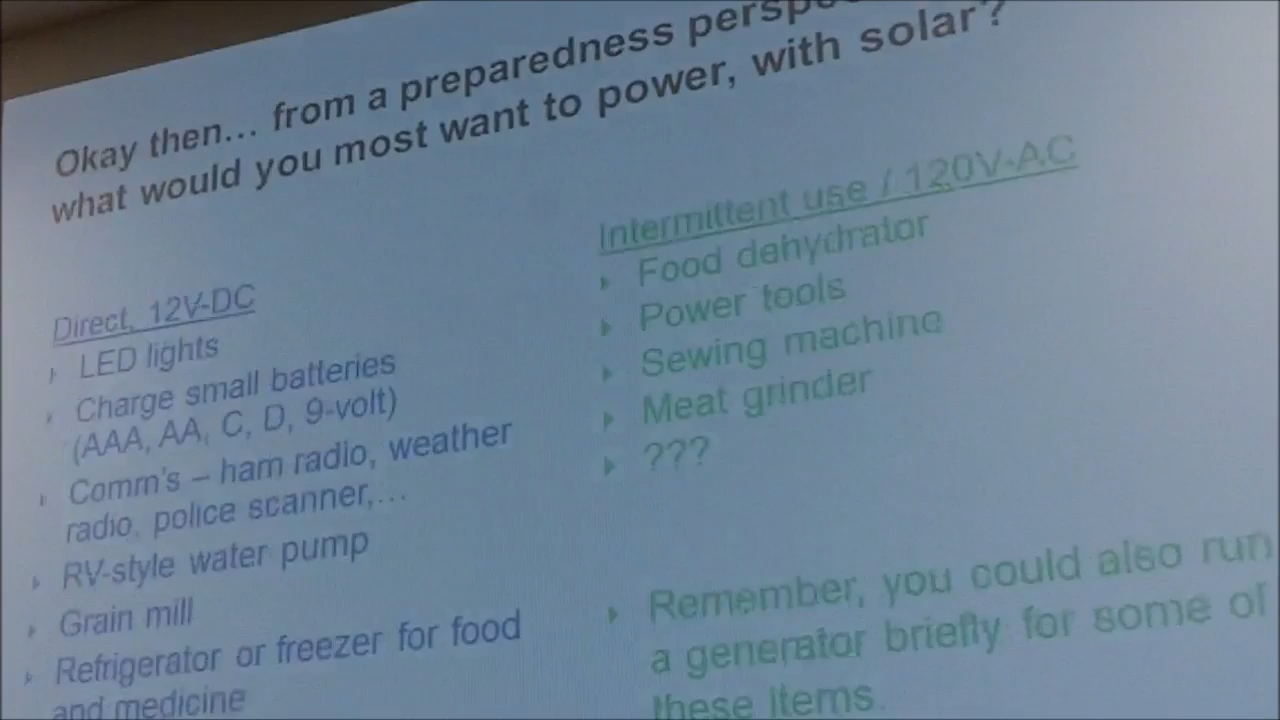 Okay then... from a preparedness
what would you most want to power, with solar?
Direct, 12V-DC
LED lights
Charge small batteries
(AAA, AA, C, D, 9-volt)
Comm's – ham radio, weather
radio, police scanner,...
RV-style water pump
Grain mill
Refrigerator or freezer for food
and medicine
Intermittent use / 120V-AC
Food dehydrator
Power tools
Sewing machine
Meat grinder
???
Remember, you could also run
a generator briefly for some of
these items.